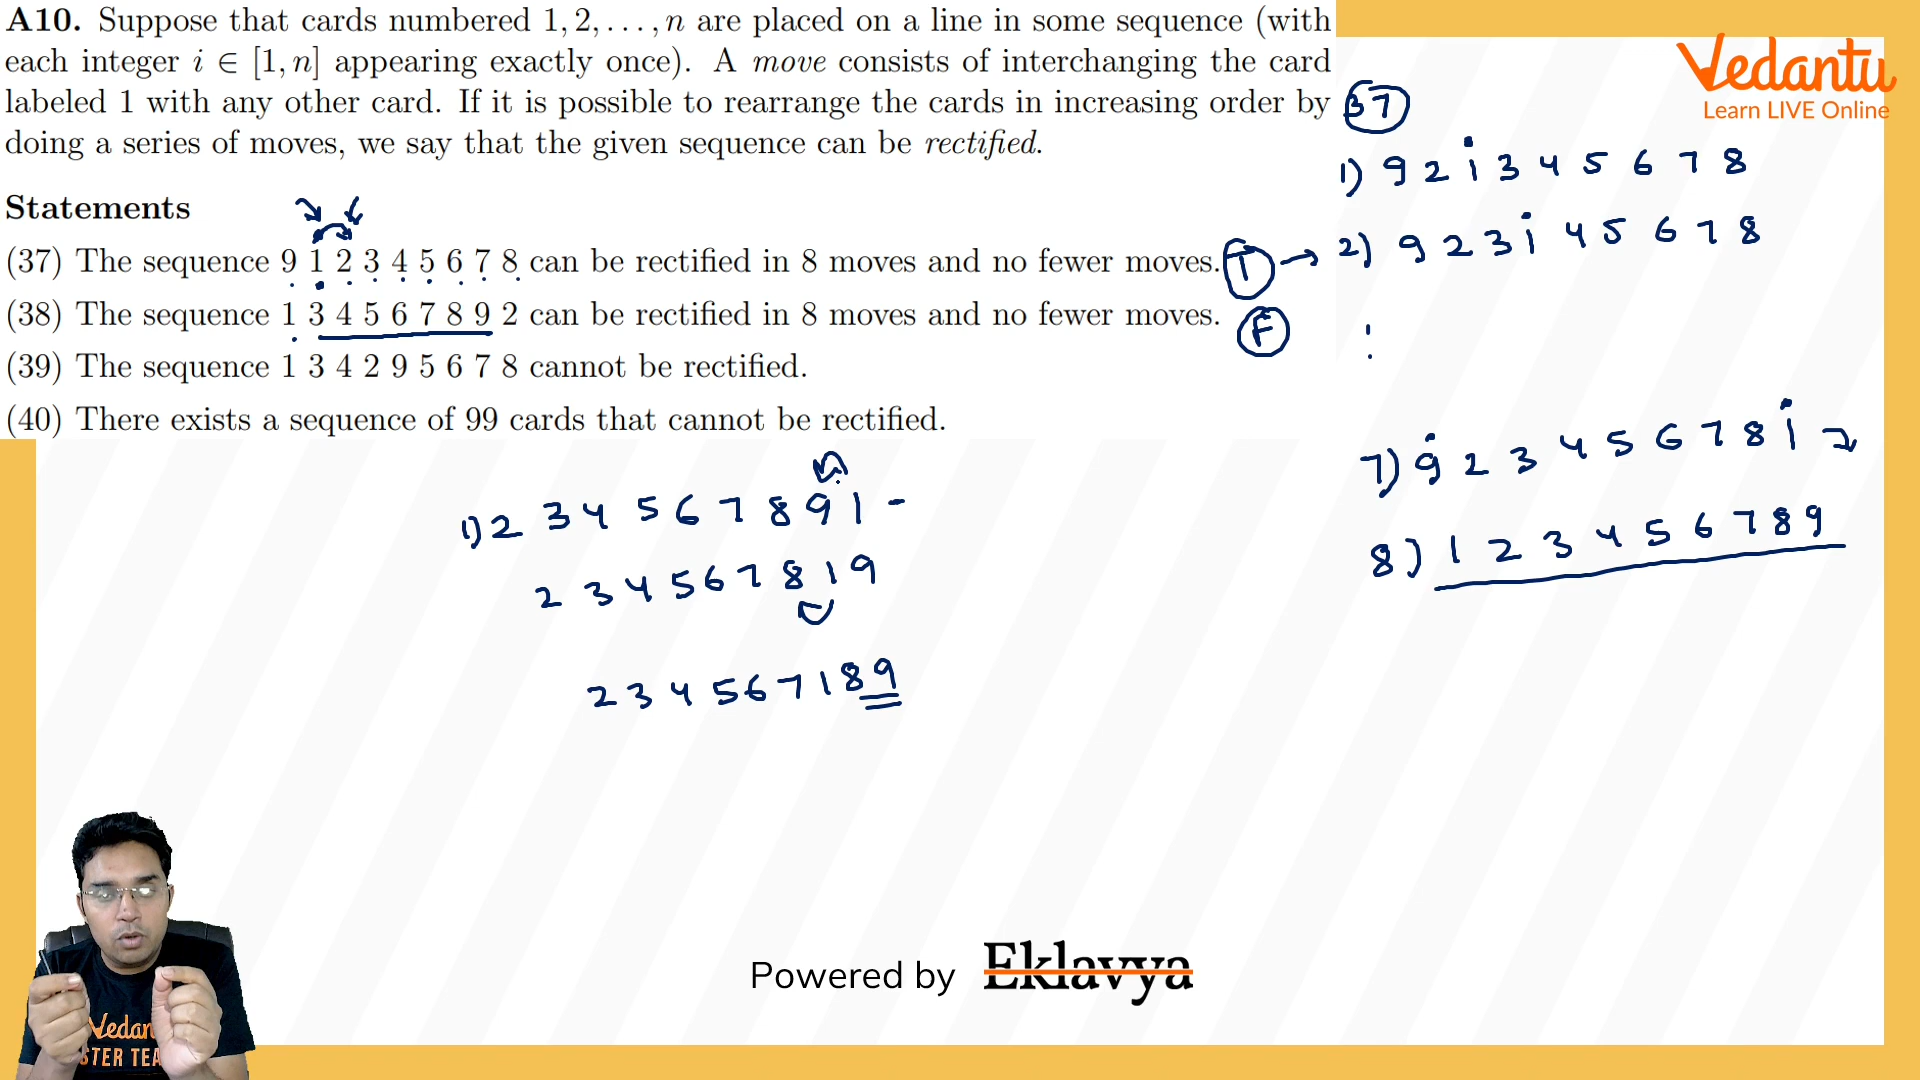 A10. Suppose that cards numbered 1, 2, . . . , n are placed on a line in some sequence (with
each integer i ∈ [1, n] appearing exactly once). A move consists of interchanging the card
labeled 1 with any other card. If it is possible to rearrange the cards in increasing order by
doing a series of moves, we say that the given sequence can be rectified.
Statements
(37) The sequence 9 1 2 3 4 5 6 7 8 can be rectified in 8 moves and no fewer moves. T
(38) The sequence 1 3 4 5 6 7 8 9 2 can be rectified in 8 moves and no fewer moves. F
(39) The sequence 1 3 4 2 9 5 6 7 8 cannot be rectified.
(40) There exists a sequence of 99 cards that cannot be rectified.
Vedantu
Learn LIVE Online
37
1) 9 2 1 3 4 5 6 7 8
→ 2) 9 2 3 1 4 5 6 7 8
⋮
7) 9 2 3 4 5 6 7 8 1
8) 1 2 3 4 5 6 7 8 9
1) 2 3 4 5 6 7 8 9 1 -
2 3 4 5 6 7 8 1 9
2 3 4 5 6 7 1 8 9
Vedan
STER TEA
Powered by Eklavya